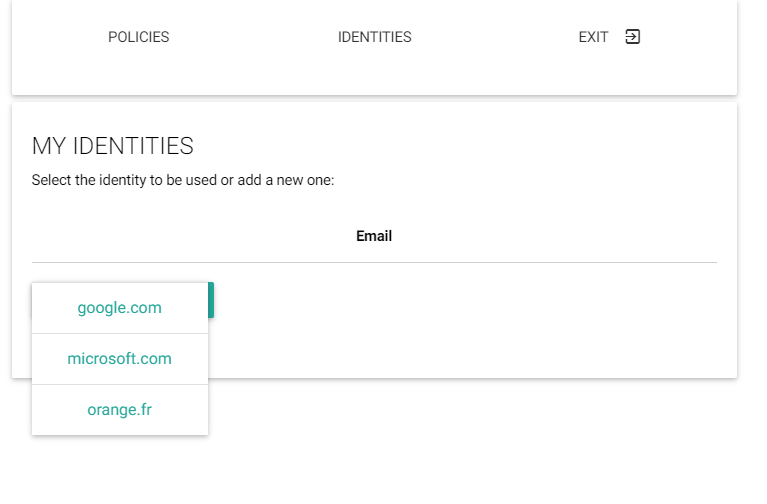 POLICIES IDENTITIES EXIT
MY IDENTITIES
Select the identity to be used or add a new one:
Email
google.com
microsoft.com
orange.fr